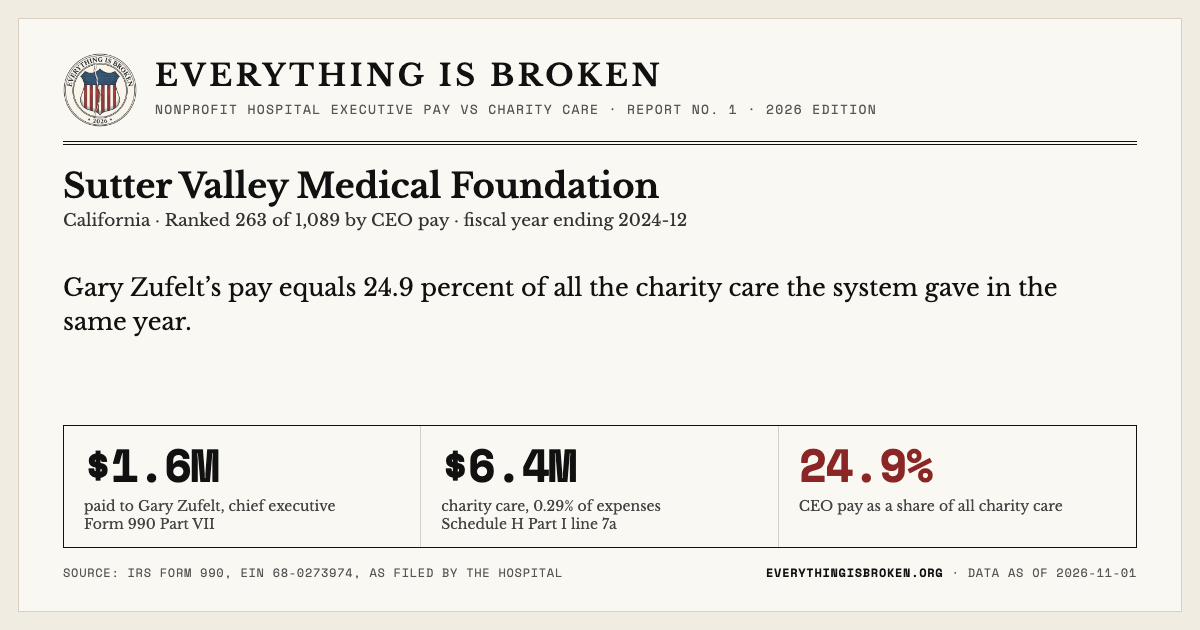 EVERYTHING IS BROKEN
· 2026 ·
EVERYTHING IS BROKEN
NONPROFIT HOSPITAL EXECUTIVE PAY VS CHARITY CARE · REPORT NO. 1 · 2026 EDITION
Sutter Valley Medical Foundation
California · Ranked 263 of 1,089 by CEO pay · fiscal year ending 2024-12
Gary Zufelt’s pay equals 24.9 percent of all the charity care the system gave in the
same year.
$1.6M
paid to Gary Zufelt, chief executive
Form 990 Part VII
$6.4M
charity care, 0.29% of expenses
Schedule H Part I line 7a
24.9%
CEO pay as a share of all charity care
SOURCE: IRS FORM 990, EIN 68-0273974, AS FILED BY THE HOSPITAL
EVERYTHINGISBROKEN.ORG · DATA AS OF 2026-11-01